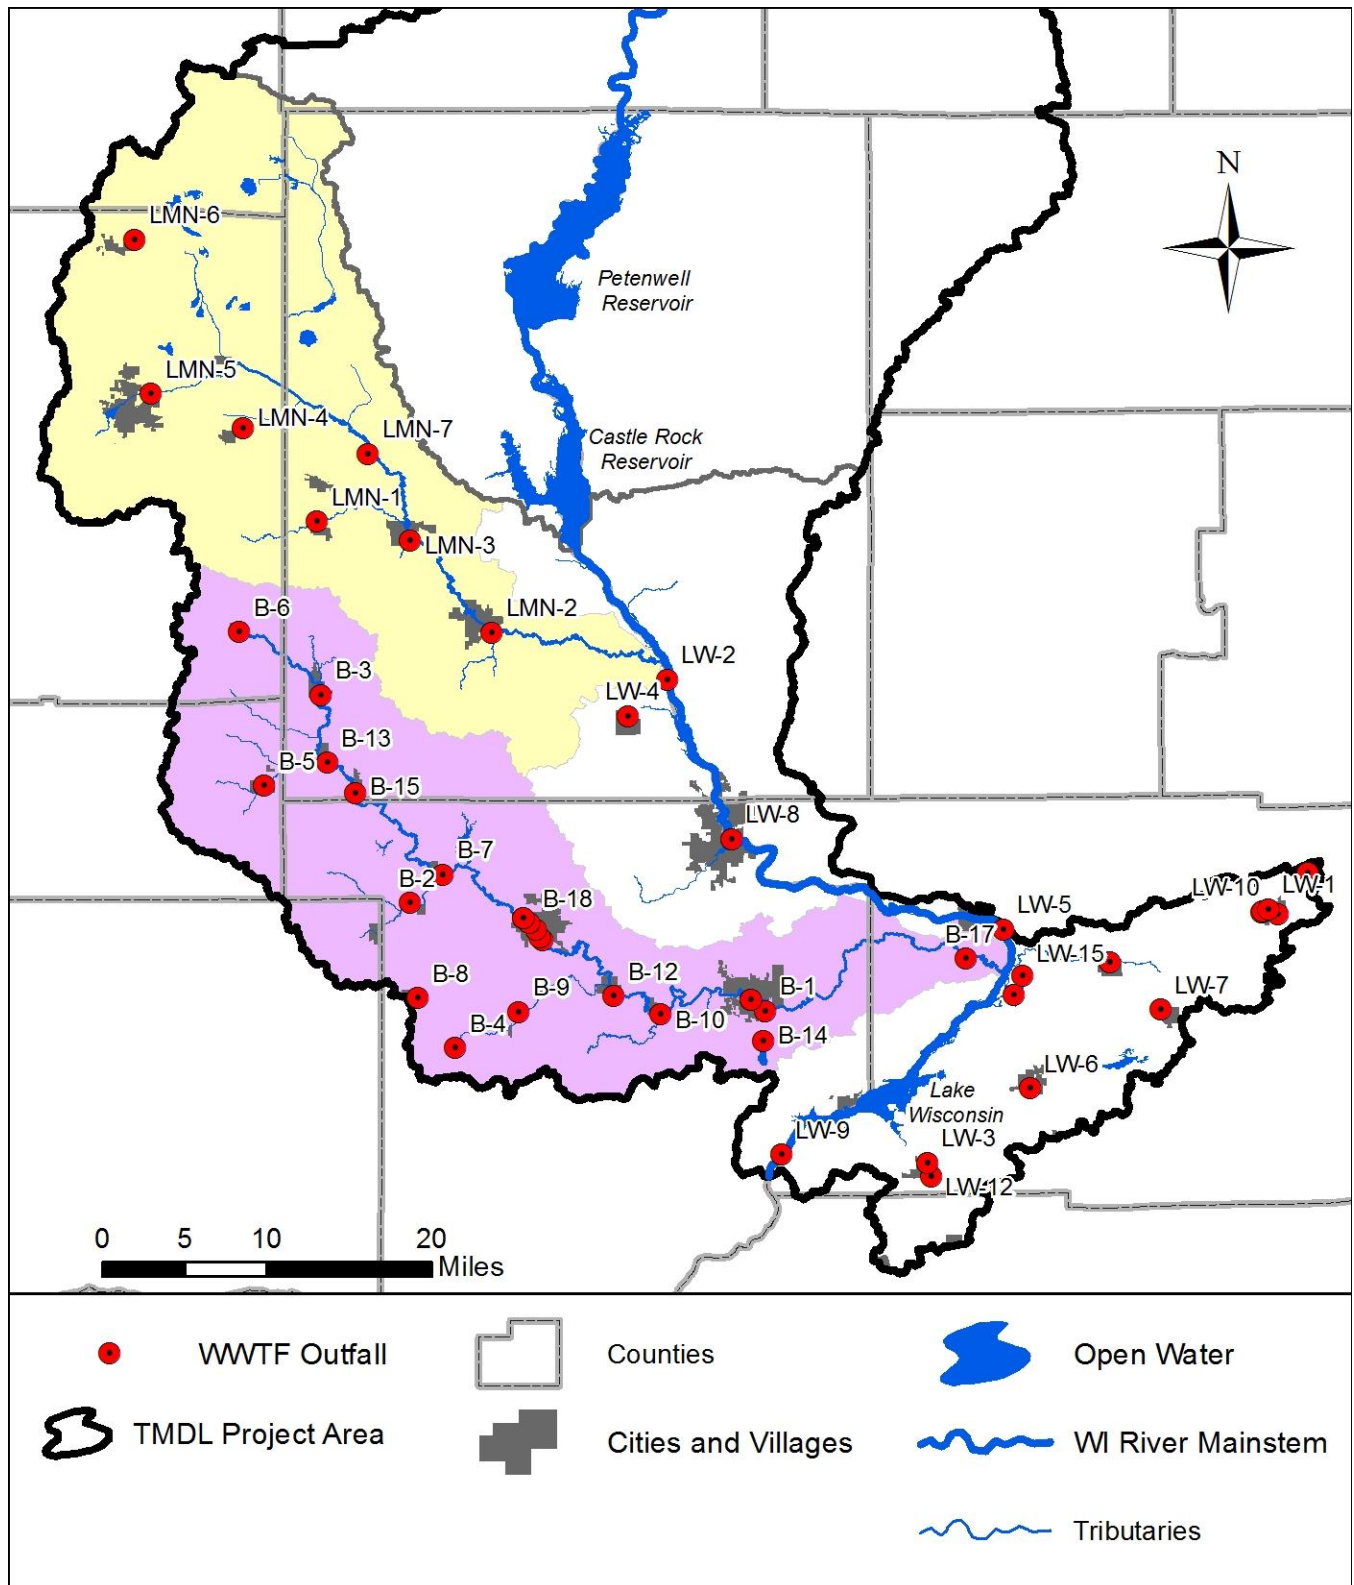 N
LMN-6
Petenwell
Reservoir
LMN-5
LMN-4
LMN-7
Castle Rock
Reservoir
LMN-1
LMN-3
B-6
LMN-2
B-3
LW-2
LW-4
B-13
B-5
B-15
LW-8
B-7
B-2
LW-10
LW-1
B-18
LW-5
B-17
LW-15
B-8
B-9
B-12
B-1
LW-7
B-4
B-10
B-14
LW-6
Lake
Wisconsin
LW-9
LW-3
LW-12
0 5 10 20
Miles
WWTF Outfall
Counties
Open Water
TMDL Project Area
Cities and Villages
WI River Mainstem
Tributaries